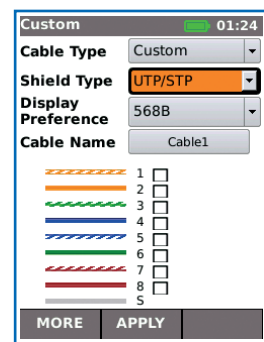 Custom 01:24
Cable Type Custom
Shield Type UTP/STP
Display
Preference 568B
Cable Name Cable1
1
2
3
4
5
6
7
8
S
MORE APPLY